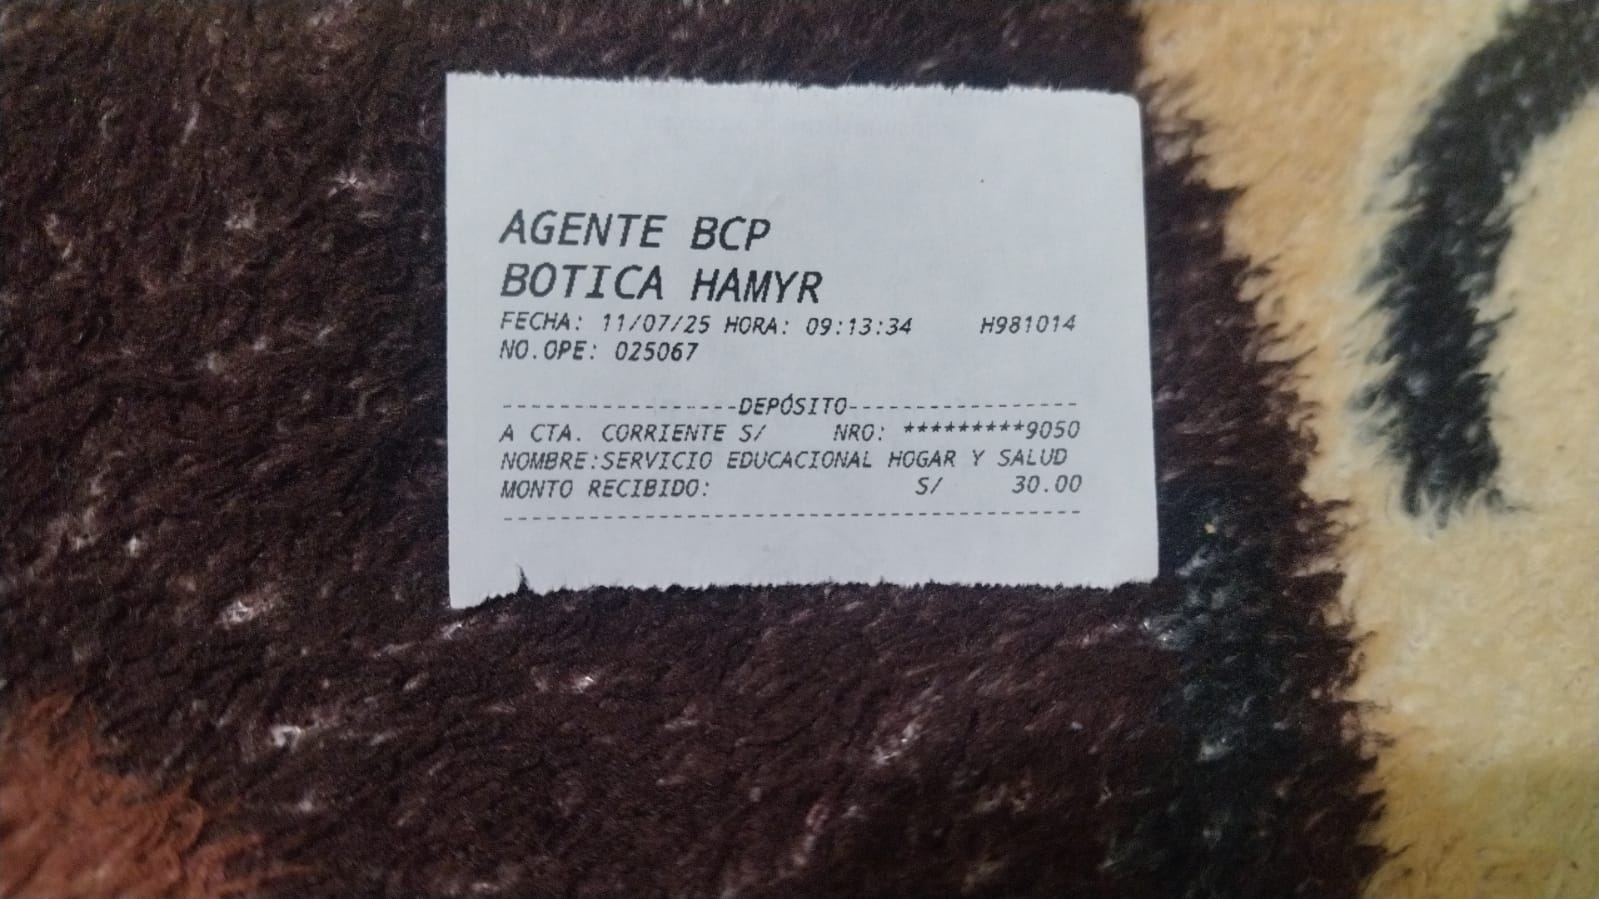 AGENTE BCP
BOTICA HAMYR
FECHA: 11/07/25 HORA: 09:13:34 H981014
NO.OPE: 025067
-----------------DEPÓSITO-----------------
A CTA. CORRIENTE S/ NRO: *********9050
NOMBRE:SERVICIO EDUCACIONAL HOGAR Y SALUD
MONTO RECIBIDO: S/ 30.00
------------------------------------------